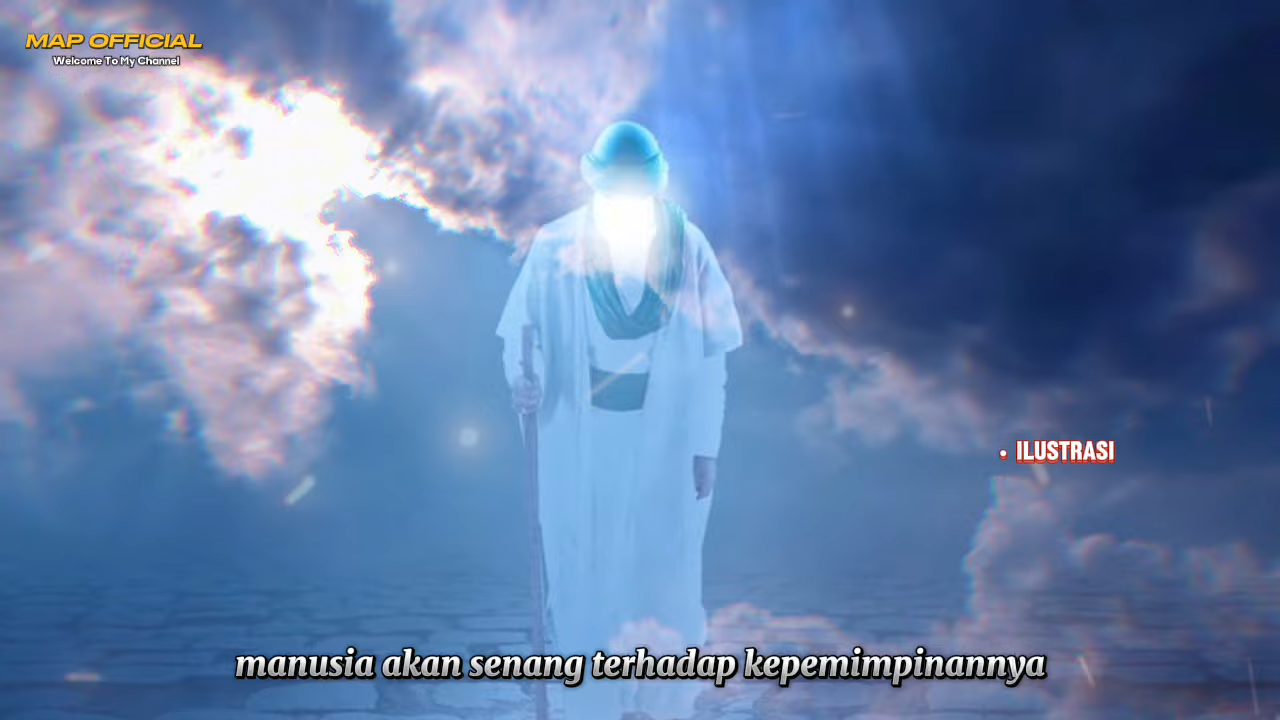 MAP OFFICIAL
Welcome To My Channel
• ILUSTRASI
manusia akan senang terhadap kepemimpinannya